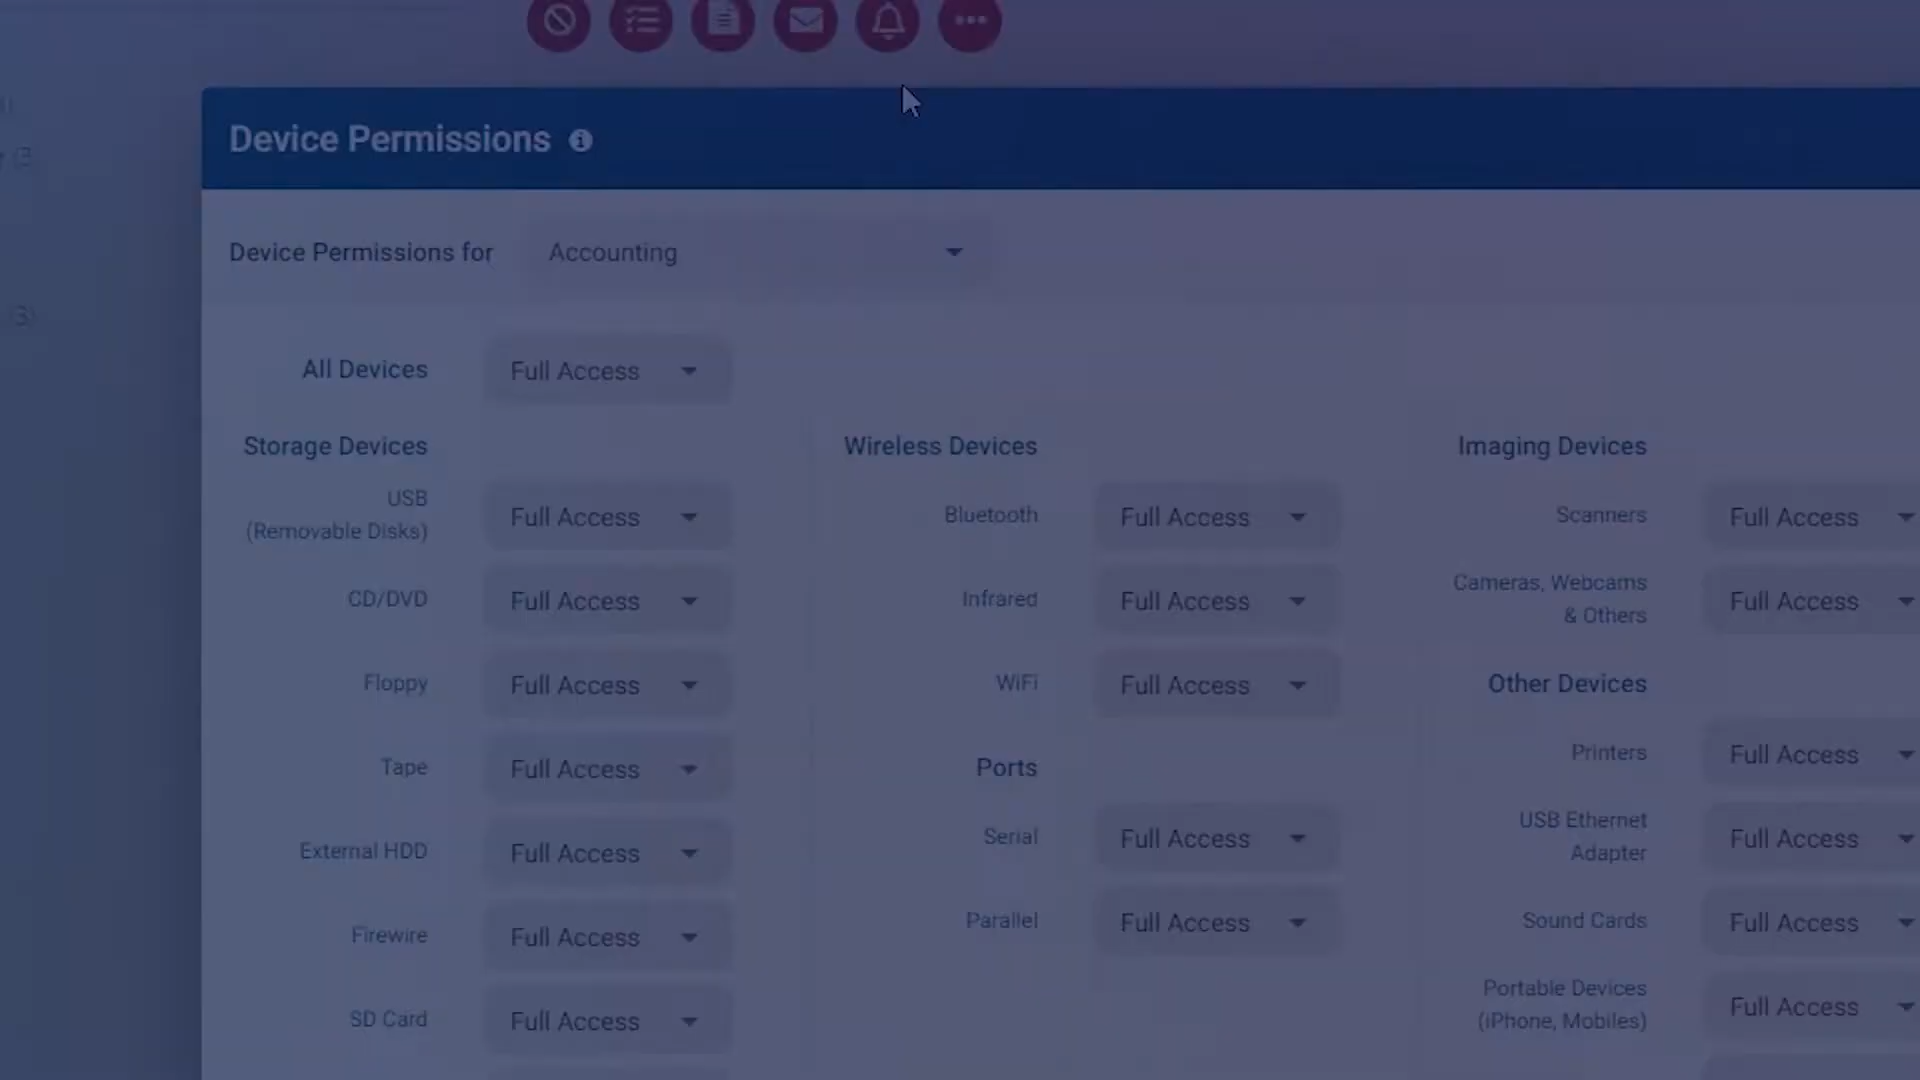 Device Permissions
Device Permissions for Accounting
All Devices Full Access
Storage Devices
USB
(Removable Disks) Full Access
CD/DVD Full Access
Floppy Full Access
Tape Full Access
External HDD Full Access
Firewire Full Access
SD Card Full Access
Wireless Devices
Bluetooth Full Access
Infrared Full Access
WiFi Full Access
Ports
Serial Full Access
Parallel Full Access
Imaging Devices
Scanners Full Access
Cameras, Webcams
& Others Full Access
Other Devices
Printers Full Access
USB Ethernet
Adapter Full Access
Sound Cards Full Access
Portable Devices
(iPhone, Mobiles) Full Access